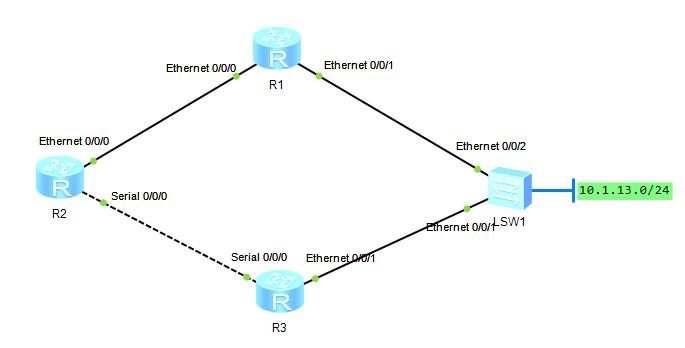 Ethernet 0/0/0
R1
Ethernet 0/0/1
Ethernet 0/0/0
R2
Serial 0/0/0
Ethernet 0/0/2
LSW1
10.1.13.0/24
Ethernet 0/0/1
Serial 0/0/0
Ethernet 0/0/1
R3